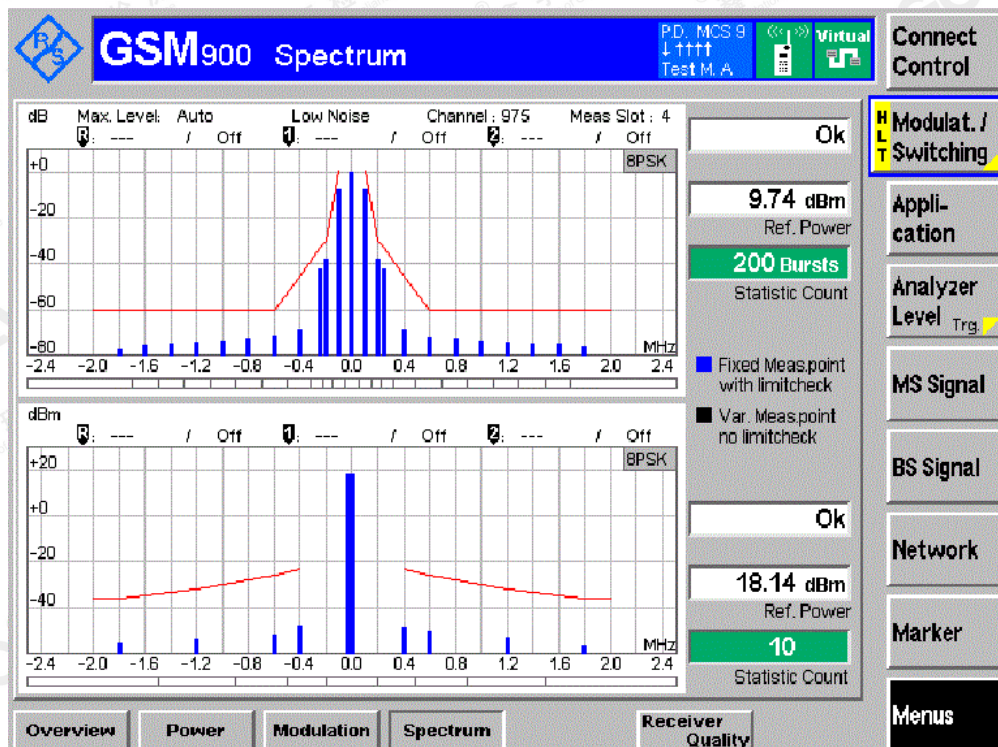 R&S
GSM900 Spectrum
P.D. MCS 9
↓ ↑↑↑↑
Test M. A
Virtual
Connect
Control
dB Max. Level: Auto Low Noise Channel : 975 Meas Slot : 4
R: --- / Off 1: --- / Off 2: --- / Off
8PSK
+0
-20
-40
-60
-80
MHz
-2.4 -2.0 -1.6 -1.2 -0.8 -0.4 0.0 0.4 0.8 1.2 1.6 2.0 2.4
Ok
9.74 dBm
Ref. Power
200 Bursts
Statistic Count
Fixed Meas.point
with limitcheck
Var. Meas.point
no limitcheck
dBm
R: --- / Off 1: --- / Off 2: --- / Off
8PSK
+20
+0
-20
-40
MHz
-2.4 -2.0 -1.6 -1.2 -0.8 -0.4 0.0 0.4 0.8 1.2 1.6 2.0 2.4
Ok
18.14 dBm
Ref. Power
10
Statistic Count
HLT
Modulat. /
Switching
Appli-
cation
Analyzer
Level Trg.
MS Signal
BS Signal
Network
Marker
Menus
Overview
Power
Modulation
Spectrum
Receiver
Quality